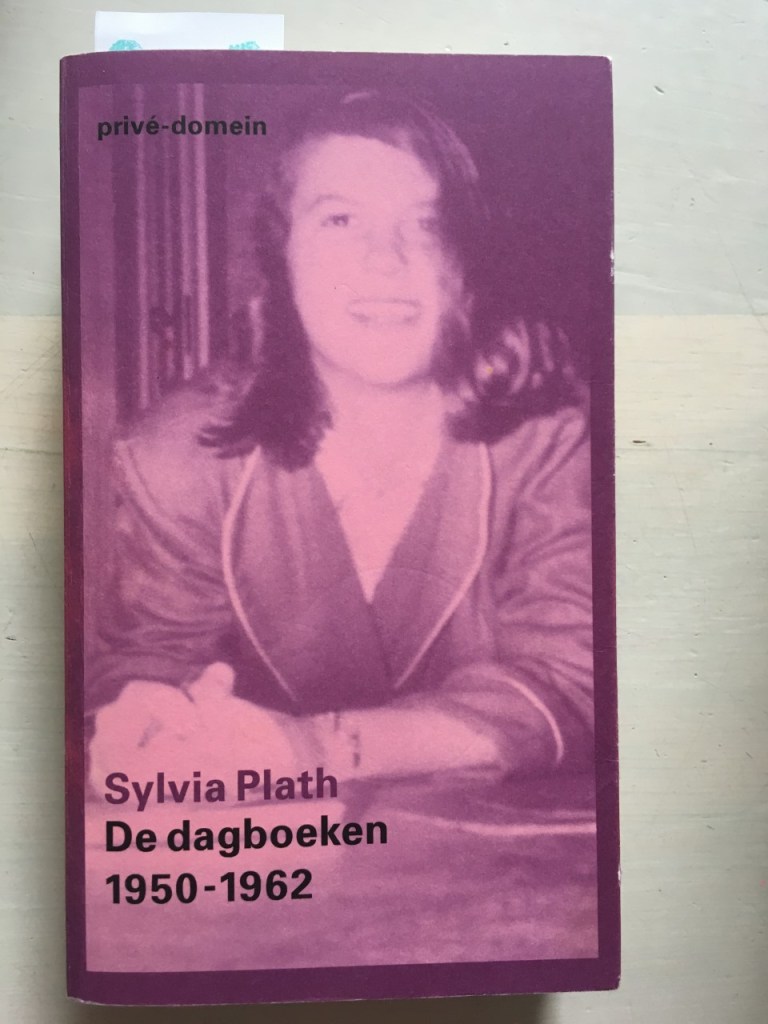 privé-domein
Sylvia Plath
De dagboeken
1950-1962